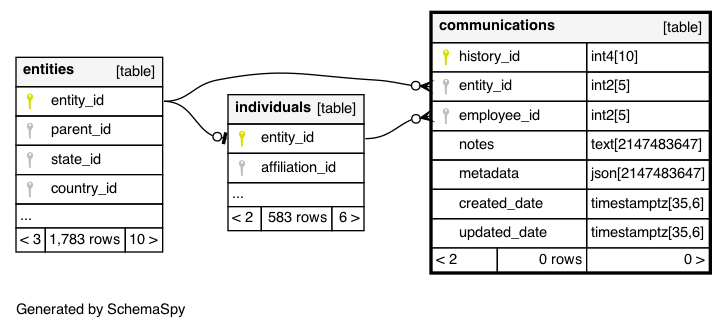 entities [table]
entity_id
parent_id
state_id
country_id
...
< 3 1,783 rows 10 >
individuals [table]
entity_id
affiliation_id
...
< 2 583 rows 6 >
communications [table]
history_id int4[10]
entity_id int2[5]
employee_id int2[5]
notes text[2147483647]
metadata json[2147483647]
created_date timestamptz[35,6]
updated_date timestamptz[35,6]
< 2 0 rows 0 >
Generated by SchemaSpy